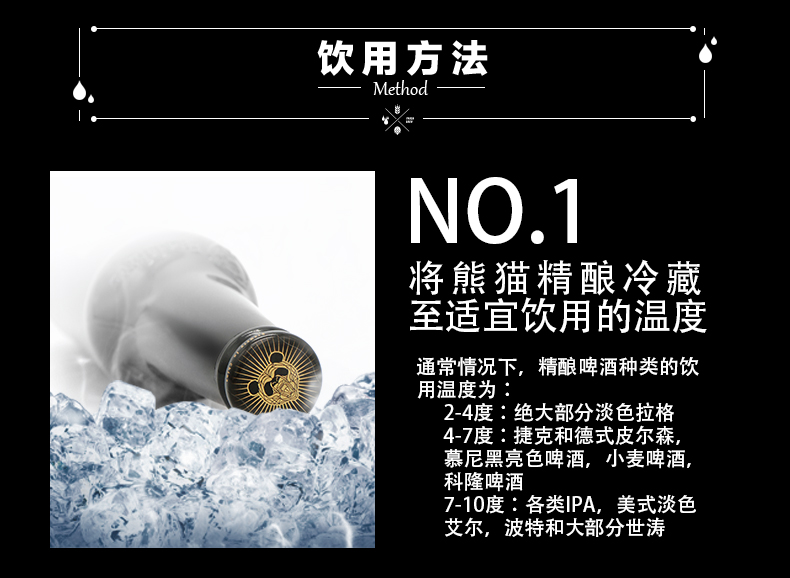 饮用方法
Method
NO.1
将熊猫精酿冷藏
至适宜饮用的温度
通常情况下，精酿啤酒种类的饮
用温度为：
2-4度：绝大部分淡色拉格
4-7度：捷克和德式皮尔森,
慕尼黑亮色啤酒，小麦啤酒,
科隆啤酒
7-10度：各类IPA，美式淡色
艾尔，波特和大部分世涛